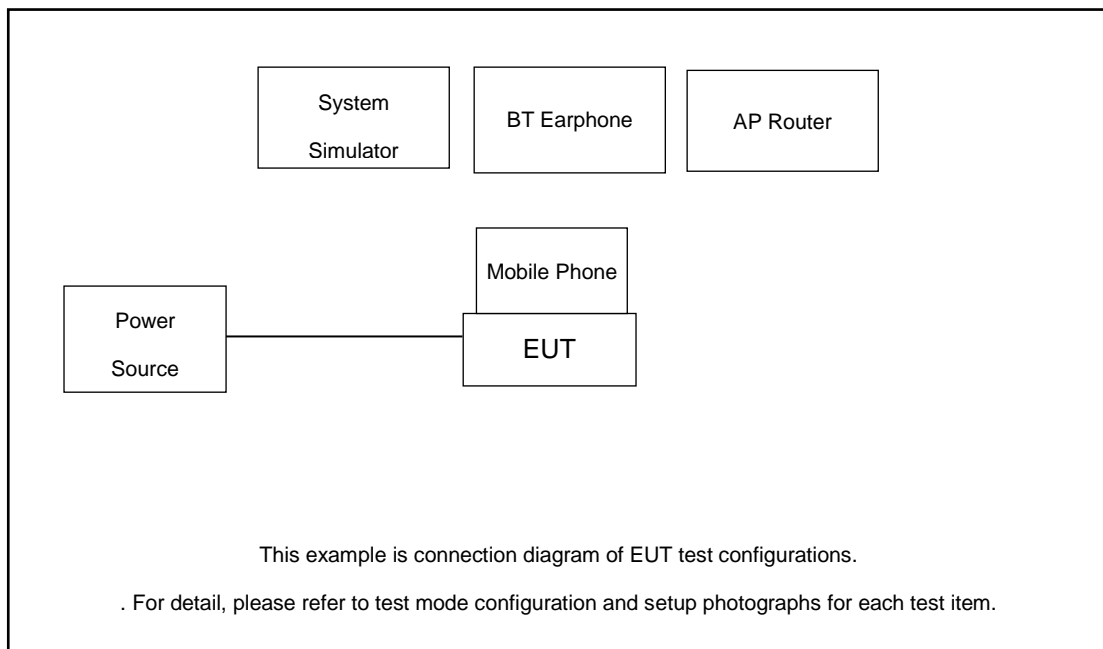 System
Simulator
BT Earphone
AP Router
Mobile Phone
Power
Source
EUT
This example is connection diagram of EUT test configurations.
. For detail, please refer to test mode configuration and setup photographs for each test item.